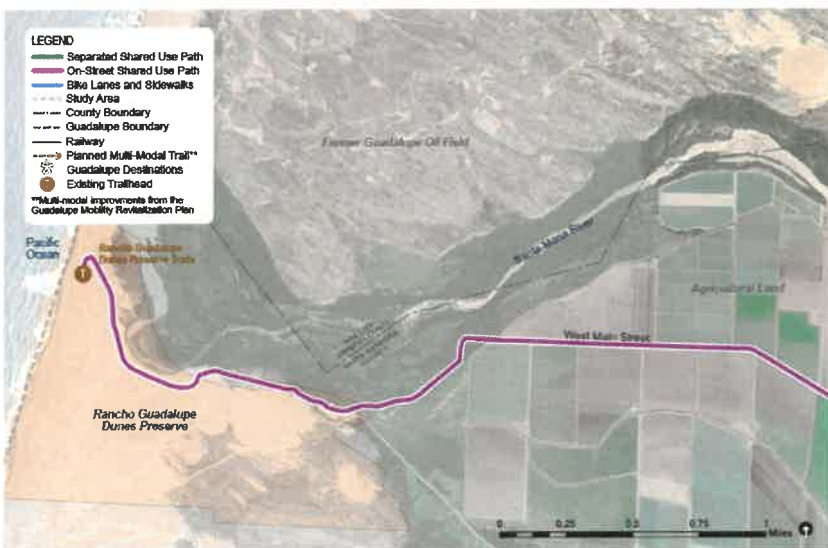 LEGEND
Separated Shared Use Path
On-Street Shared Use Path
Bike Lanes and Sidewalks
Study Area
County Boundary
Guadalupe Boundary
Railway
Planned Multi-Modal Trail**
Guadalupe Destinations
Existing Trailhead
**Multi-modal improvments from the
Guadalupe Mobility Revitalization Plan
Former Guadalupe Oil Field
Santa Maria River
Pacific
Ocean
Rancho Guadalupe
Dunes Preserve Trails
Agricultural Land
West Main Street
Rancho Guadalupe
Dunes Preserve
0 0.25 0.5 0.75 1
Miles